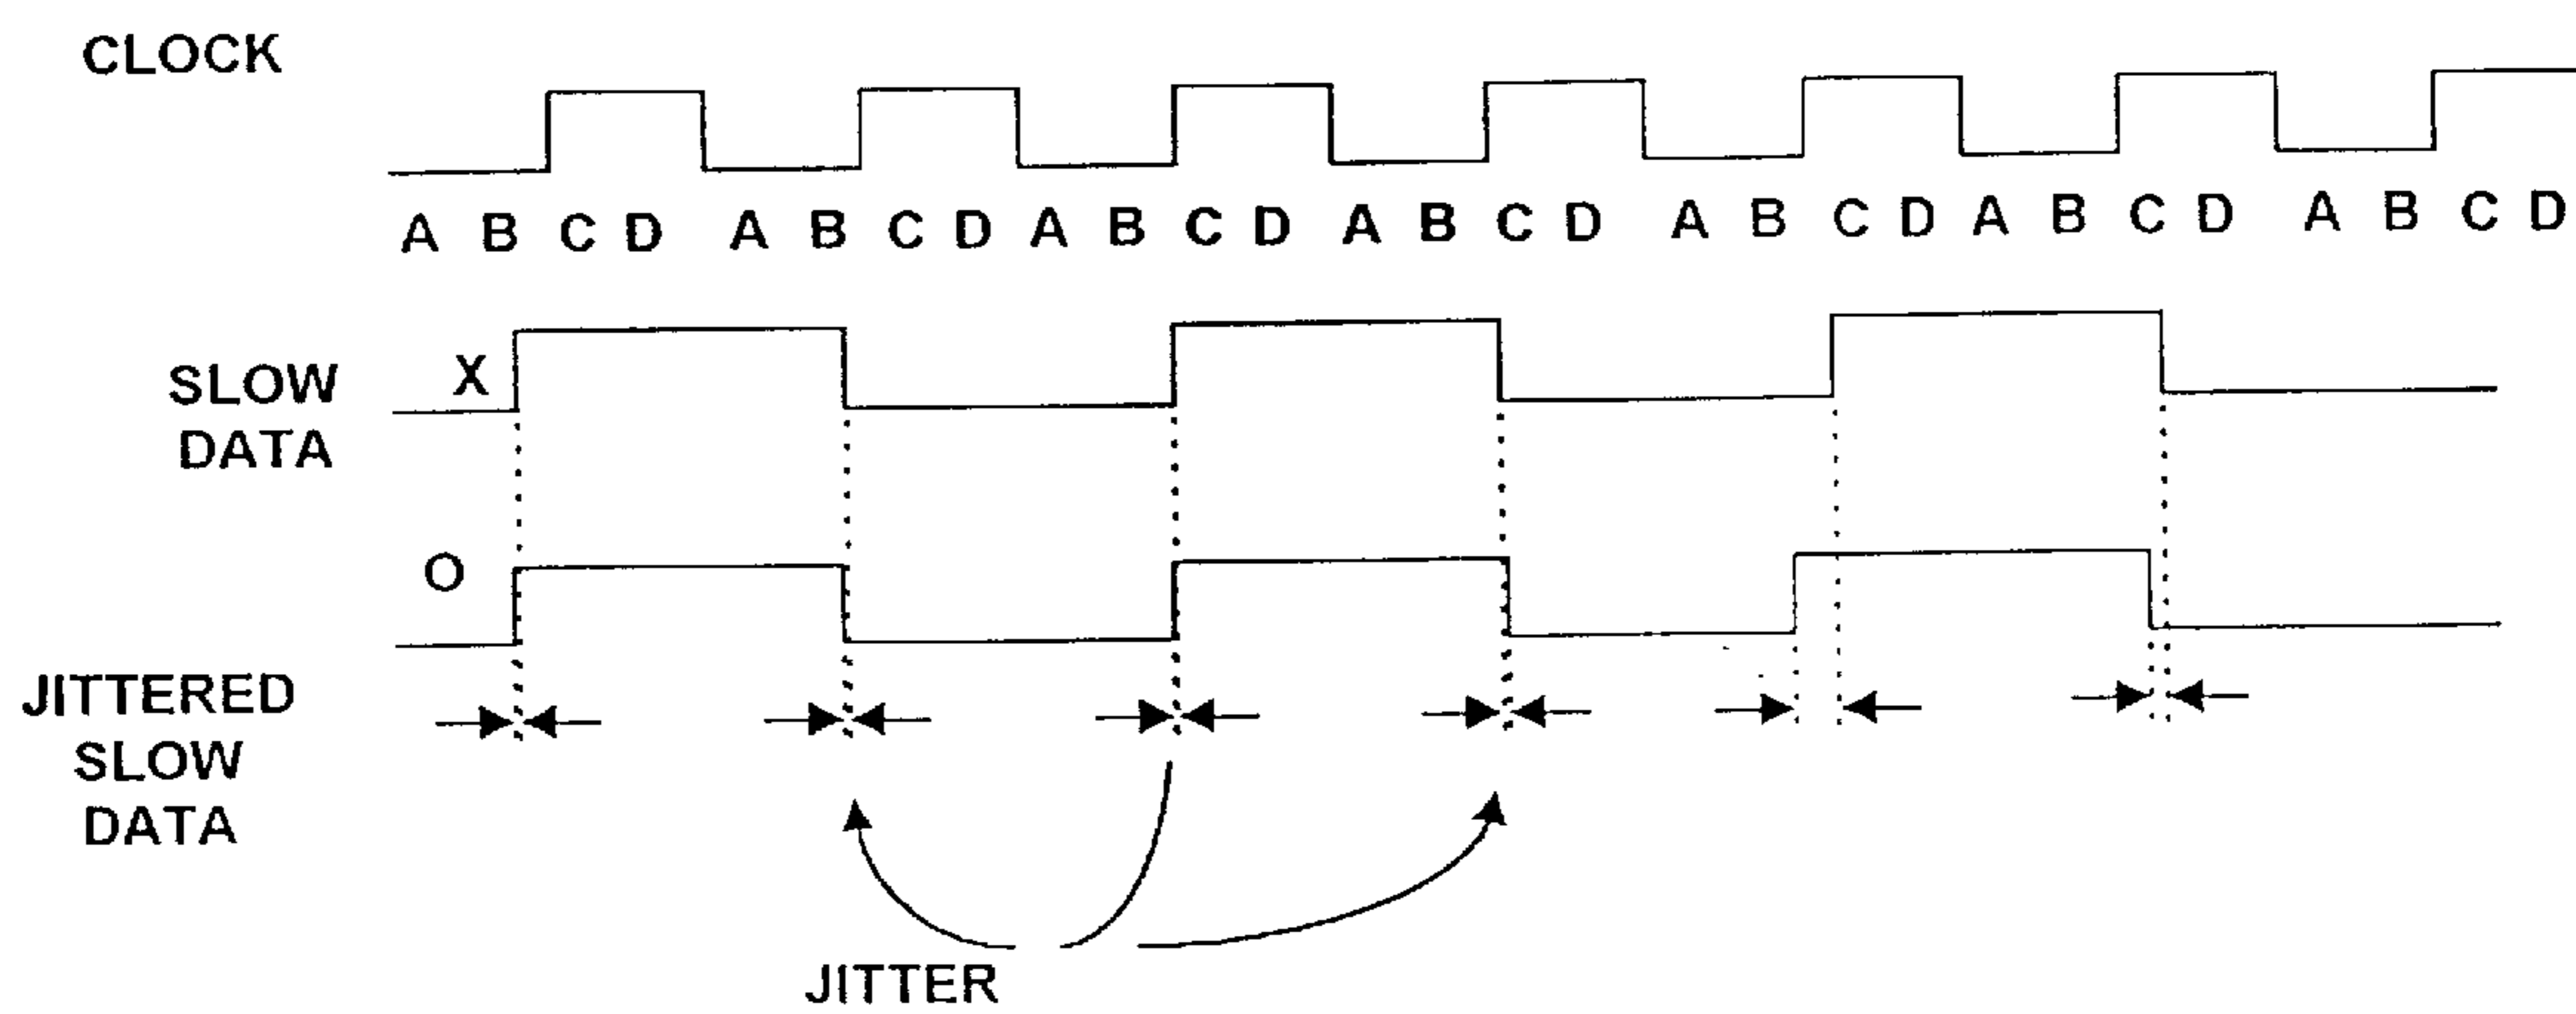 CLOCK
A B C D A B C D A B C D A B C D A B C D A B C D A B C D
X
SLOW
DATA
O
JITTERED
SLOW
DATA
JITTER